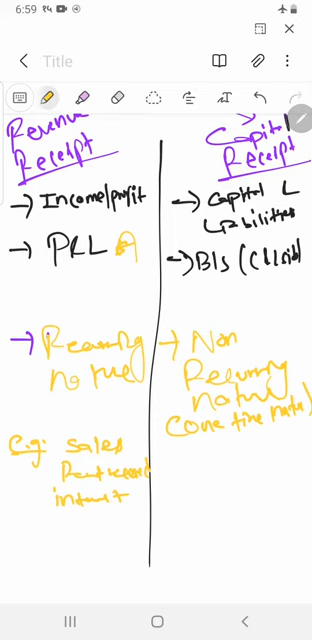 6:59
Title
Revenue
Receipt
Capital
Receipt
→ Income/profit
→ Capital &
Liabilities
→ P&L A
→ B/s (
→ Recurring
nature
→ Non
Recurring
nature
(one time nature)
e.g: sales
Rent received
interest